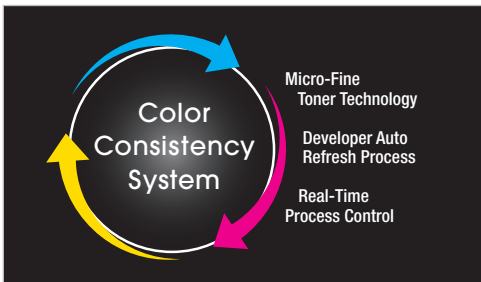 Color
Consistency
System
Micro-Fine
Toner Technology
Developer Auto
Refresh Process
Real-Time
Process Control